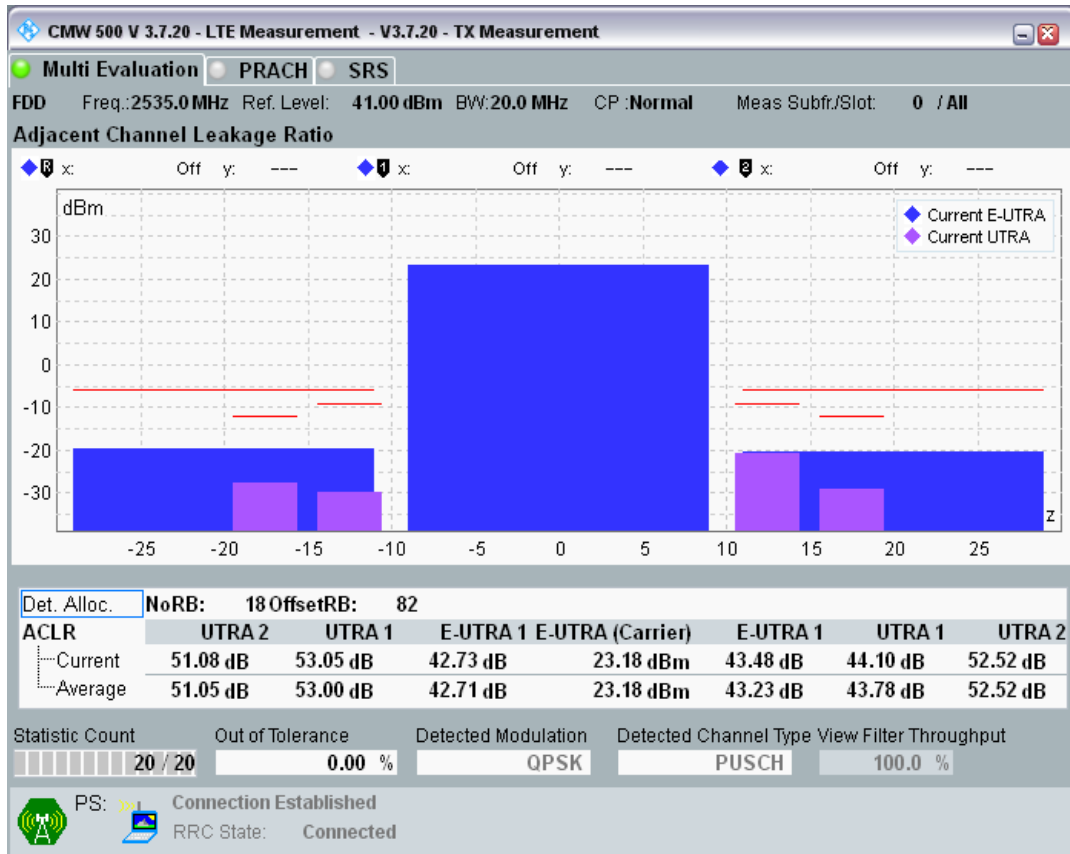 CMW 500 V 3.7.20 - LTE Measurement - V3.7.20 - TX Measurement
Multi Evaluation PRACH SRS
FDD Freq.:2535.0 MHz Ref. Level: 41.00 dBm BW:20.0 MHz CP :Normal Meas Subfr./Slot: 0 / All
Adjacent Channel Leakage Ratio
R x: Off y: --- 1 x: Off y: --- 2 x: Off y: ---
dBm
Current E-UTRA
Current UTRA
30
20
10
0
-10
-20
-30
z
-25 -20 -15 -10 -5 0 5 10 15 20 25
Det. Alloc. NoRB: 18 OffsetRB: 82
ACLR UTRA 2 UTRA 1 E-UTRA 1 E-UTRA (Carrier) E-UTRA 1 UTRA 1 UTRA 2
Current 51.08 dB 53.05 dB 42.73 dB 23.18 dBm 43.48 dB 44.10 dB 52.52 dB
Average 51.05 dB 53.00 dB 42.71 dB 23.18 dBm 43.23 dB 43.78 dB 52.52 dB
Statistic Count Out of Tolerance Detected Modulation Detected Channel Type View Filter Throughput
20 / 20 0.00 % QPSK PUSCH 100.0 %
PS: Connection Established
RRC State: Connected